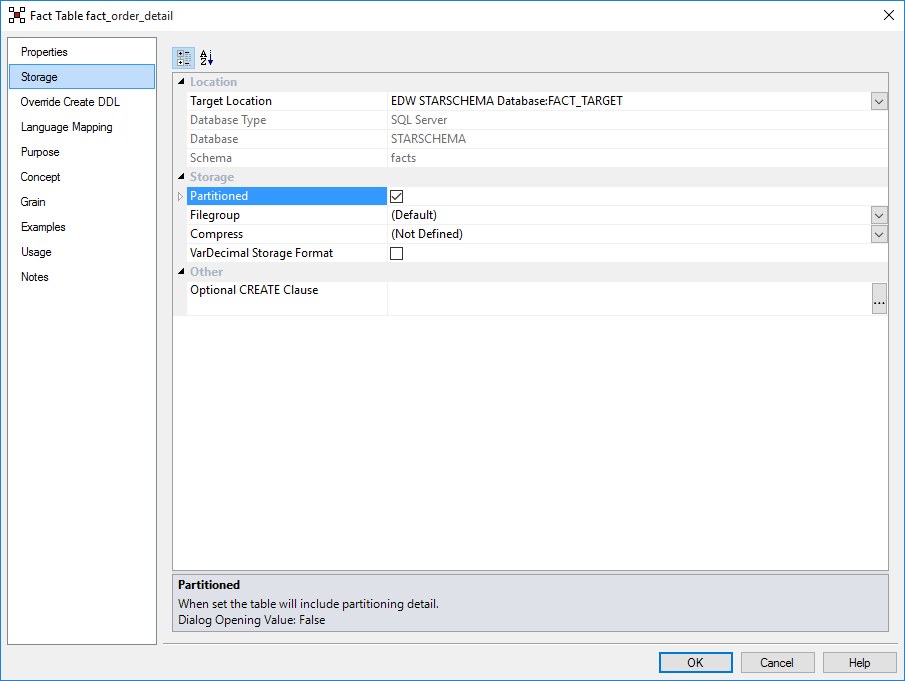 Fact Table fact_order_detail
Properties
Storage
Override Create DDL
Language Mapping
Purpose
Concept
Grain
Examples
Usage
Notes
A Z
Location
Target Location EDW STARSCHEMA Database:FACT_TARGET
Database Type SQL Server
Database STARSCHEMA
Schema facts
Storage
Partitioned
Filegroup (Default)
Compress (Not Defined)
VarDecimal Storage Format
Other
Optional CREATE Clause
...
Partitioned
When set the table will include partitioning detail.
Dialog Opening Value: False
OK Cancel Help